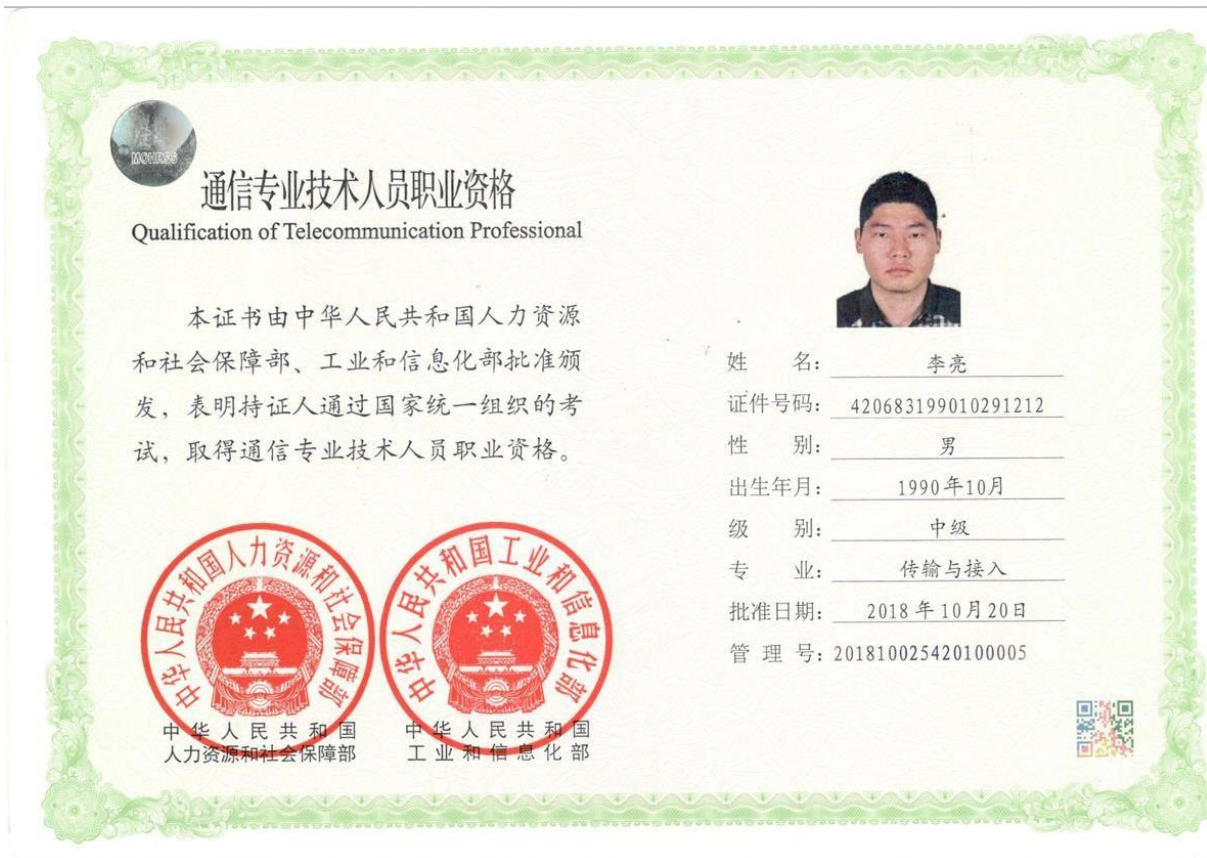 MOHRSS
通信专业技术人员职业资格
Qualification of Telecommunication Professional
本证书由中华人民共和国人力资源
和社会保障部、工业和信息化部批准颁
发，表明持证人通过国家统一组织的考
试，取得通信专业技术人员职业资格。
中华人民共和国人力资源和社会保障部
中华人民共和国
人力资源和社会保障部
中华人民共和国工业和信息化部
中华人民共和国
工业和信息化部
姓 名： 李亮
证件号码： 420683199010291212
性 别： 男
出生年月： 1990年10月
级 别： 中级
专 业： 传输与接入
批准日期： 2018年10月20日
管 理 号： 201810025420100005